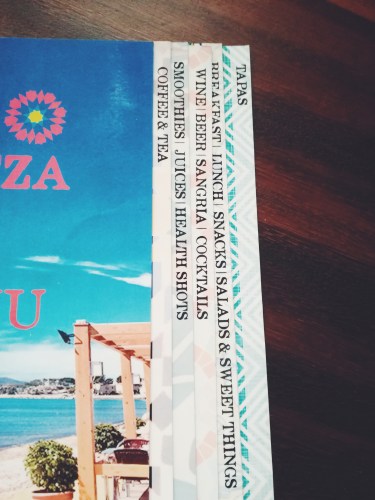 ZA
U
COFFEE & TEA
SMOOTHIES| JUICES|HEALTH SHOTS
WINE| BEER| SANGRIA| COCKTAILS
BREAKFAST| LUNCH| SNACKS|SALADS & SWEET THINGS
TAPAS